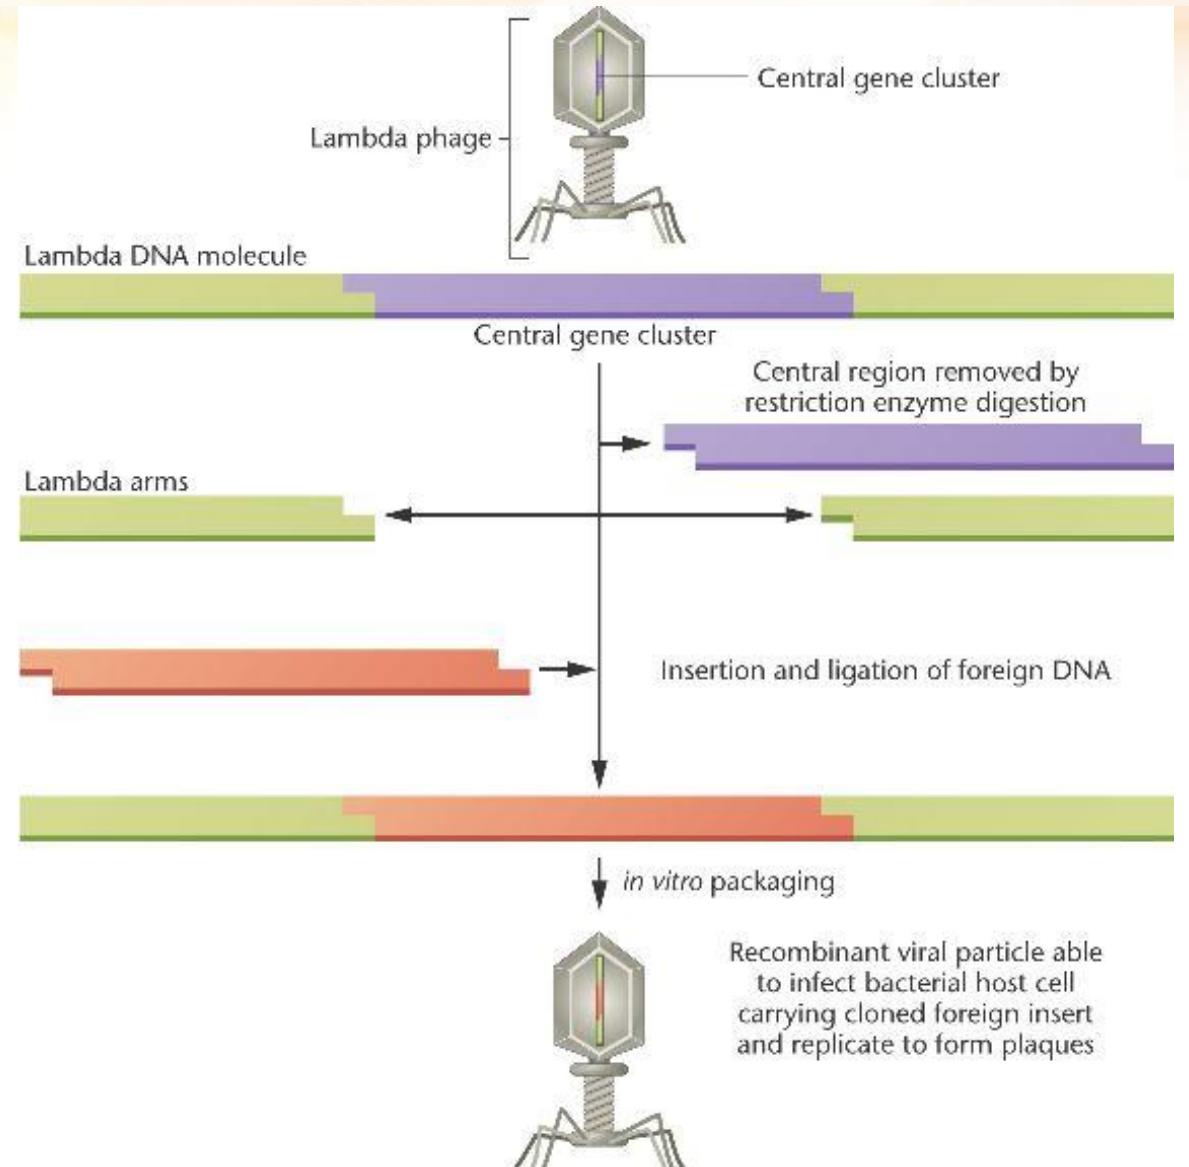 Central gene cluster
Lambda phage
Lambda DNA molecule
Central gene cluster
Central region removed by
restriction enzyme digestion
Lambda arms
Insertion and ligation of foreign DNA
in vitro packaging
Recombinant viral particle able
to infect bacterial host cell
carrying cloned foreign insert
and replicate to form plaques